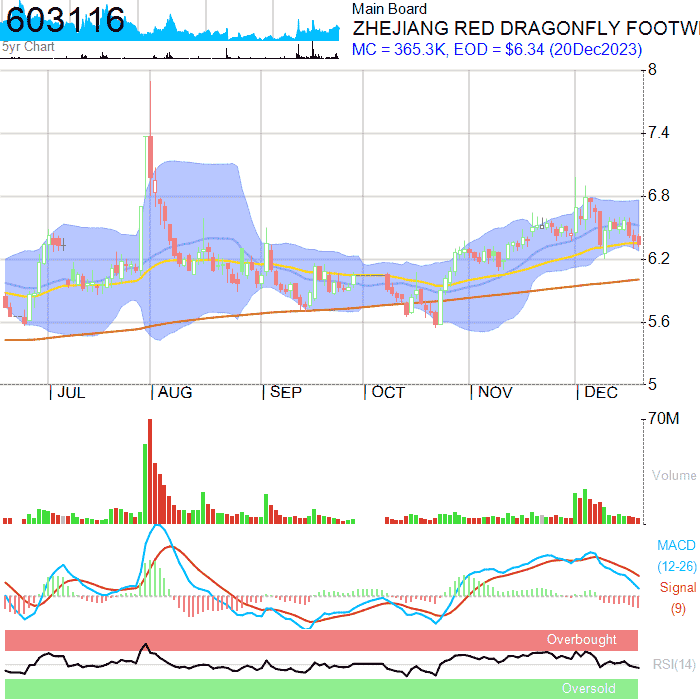 603116
5yr Chart
Main Board
ZHEJIANG RED DRAGONFLY FOOTW
MC = 365.3K, EOD = $6.34 (20Dec2023)
8
7.4
6.8
6.2
5.6
5
JUL
AUG
SEP
OCT
NOV
DEC
70M
Volume
MACD
(12-26)
Signal
(9)
Overbought
RSI(14)
Oversold